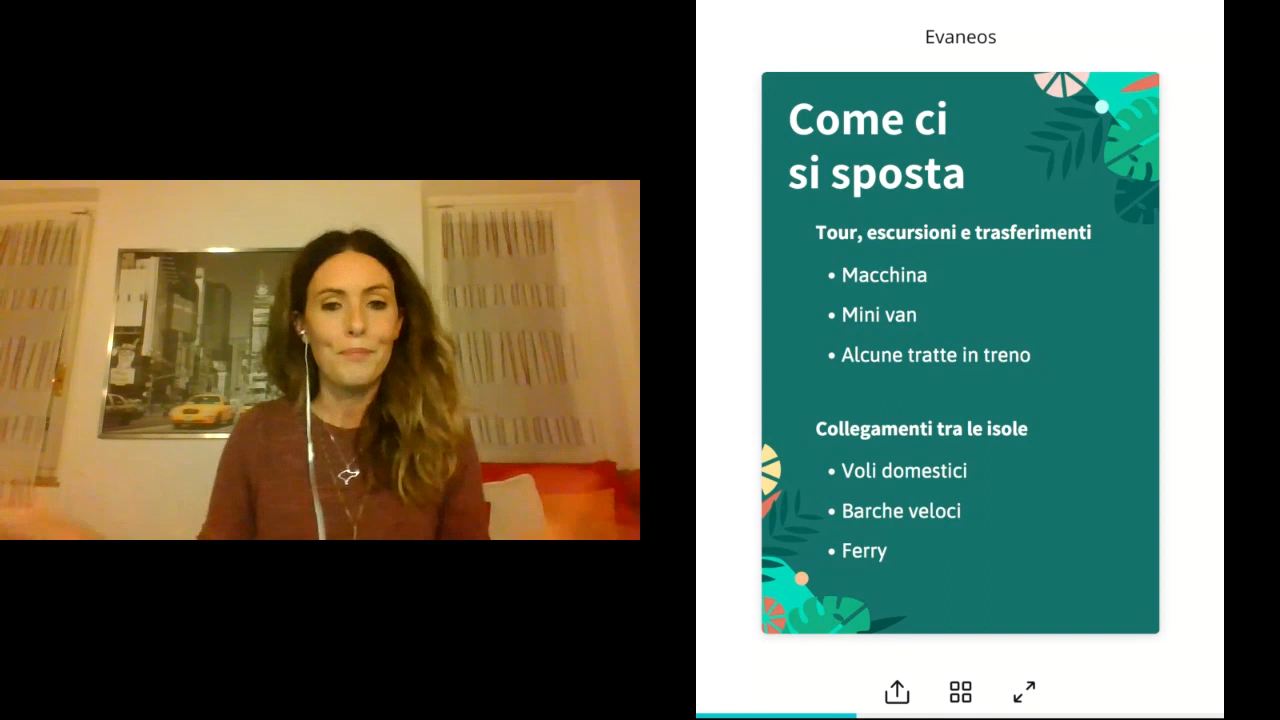 Evaneos
Come ci
si sposta
Tour, escursioni e trasferimenti
• Macchina
• Mini van
• Alcune tratte in treno
Collegamenti tra le isole
• Voli domestici
• Barche veloci
• Ferry